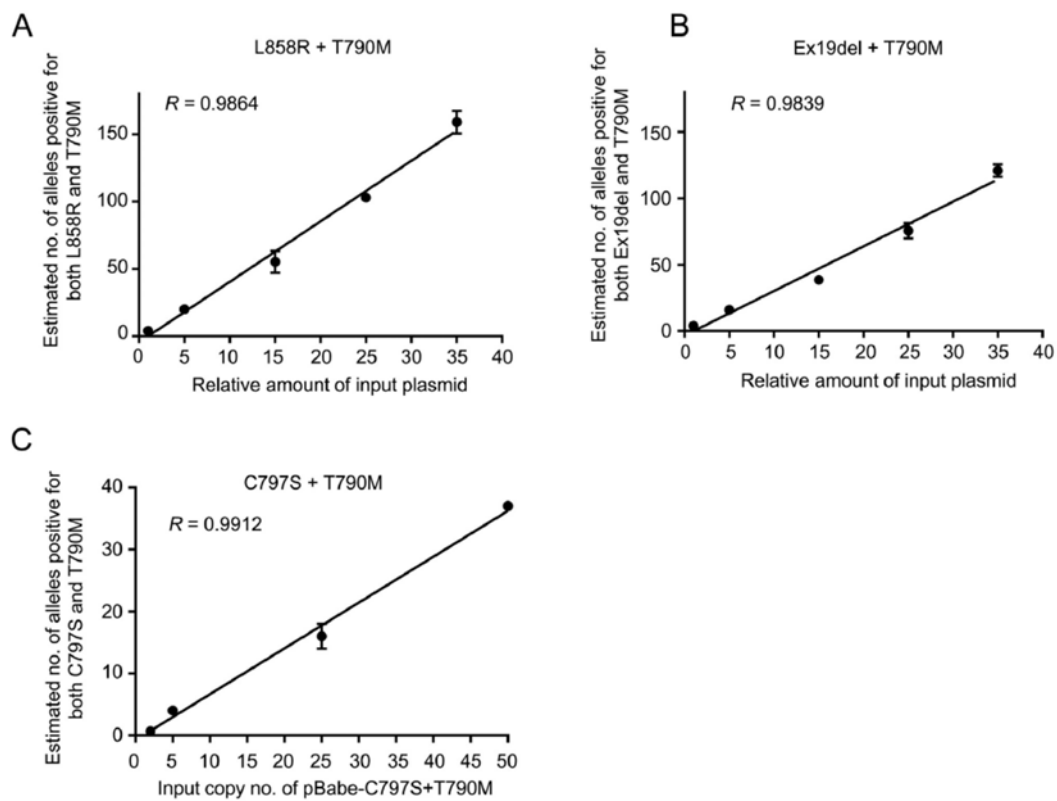 A
L858R + T790M
Estimated no. of alleles positive for
both L858R and T790M
R = 0.9864
150
100
50
0
0 5 10 15 20 25 30 35 40
Relative amount of input plasmid
B
Ex19del + T790M
Estimated no. of alleles positive for
both Ex19del and T790M
R = 0.9839
150
100
50
0
0 5 10 15 20 25 30 35 40
Relative amount of input plasmid
C
C797S + T790M
Estimated no. of alleles positive for
both C797S and T790M
R = 0.9912
40
30
20
10
0
0 5 10 15 20 25 30 35 40 45 50
Input copy no. of pBabe-C797S+T790M